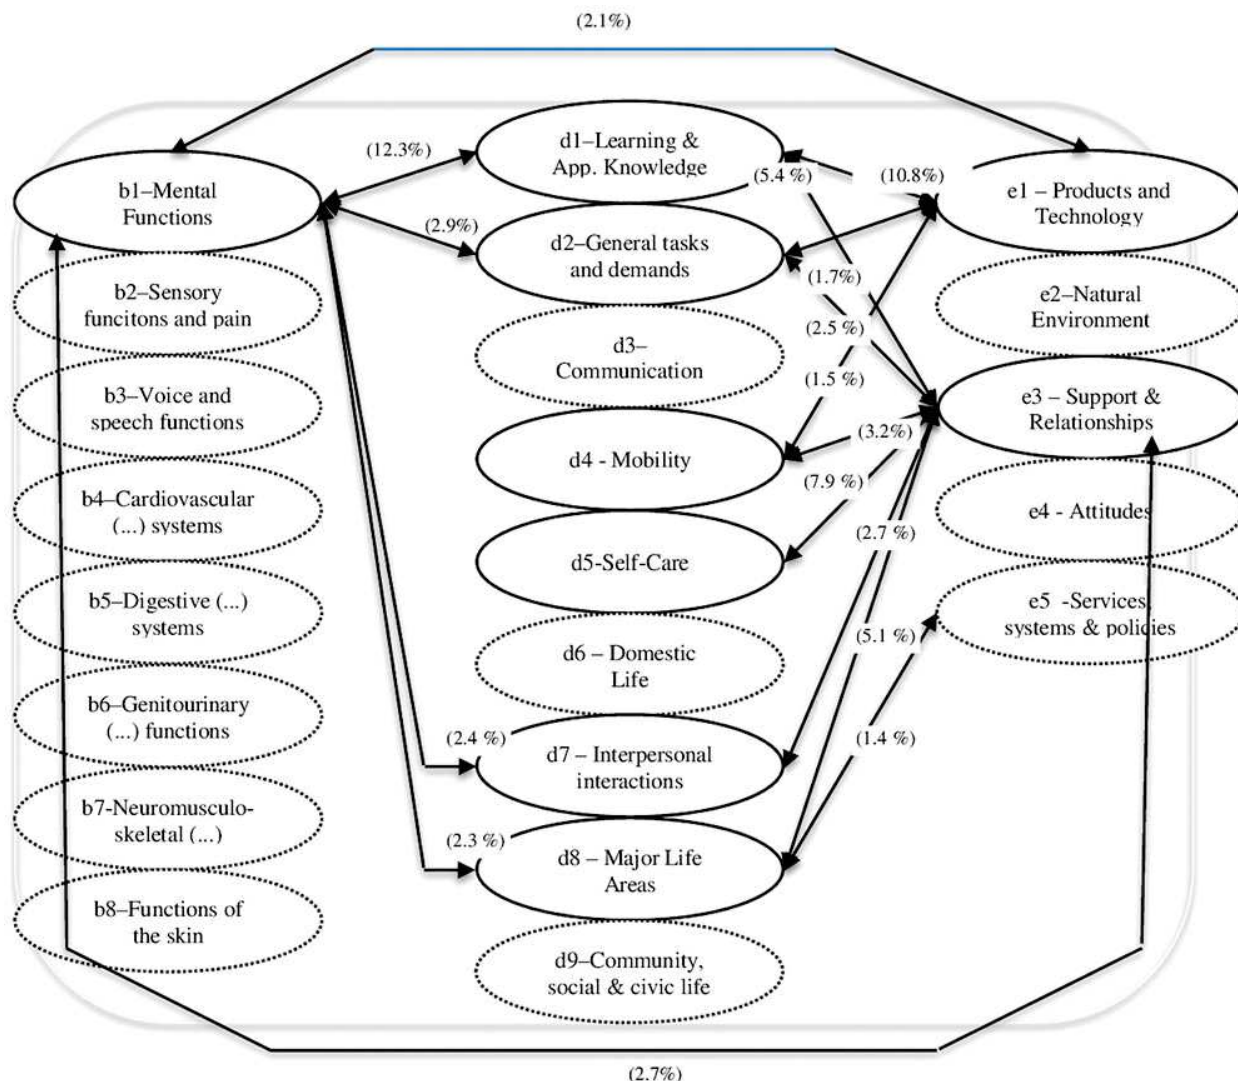 (2.1%)
b1–Mental
Functions
b2–Sensory
funcitons and pain
b3–Voice and
speech functions
b4–Cardiovascular
(...) systems
b5–Digestive (...)
systems
b6–Genitourinary
(...) functions
b7-Neuromusculo-
skeletal (...)
b8–Functions of
the skin
(12.3%)
(2.9%)
(2.4 %)
(2.3 %)
d1–Learning &
App. Knowledge
d2–General tasks
and demands
d3–
Communication
d4 - Mobility
d5-Self-Care
d6 – Domestic
Life
d7 – Interpersonal
interactions
d8 – Major Life
Areas
d9–Community,
social & civic life
(5.4 %)
(10.8%)
(1.7%)
(2.5 %)
(1.5 %)
(3.2%)
(7.9 %)
(2.7 %)
(5.1 %)
(1.4 %)
e1 – Products and
Technology
e2–Natural
Environment
e3 – Support &
Relationships
e4 - Attitudes
e5 -Services,
systems & policies
(2.7%)